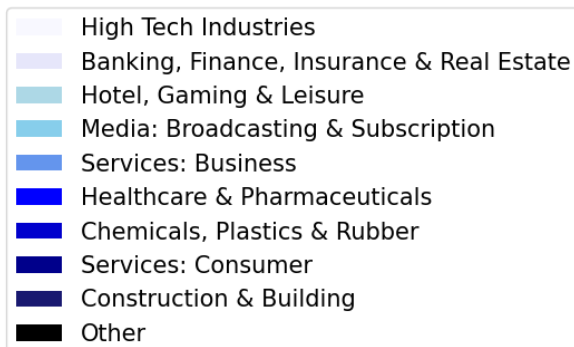 High Tech Industries
Banking, Finance, Insurance & Real Estate
Hotel, Gaming & Leisure
Media: Broadcasting & Subscription
Services: Business
Healthcare & Pharmaceuticals
Chemicals, Plastics & Rubber
Services: Consumer
Construction & Building
Other